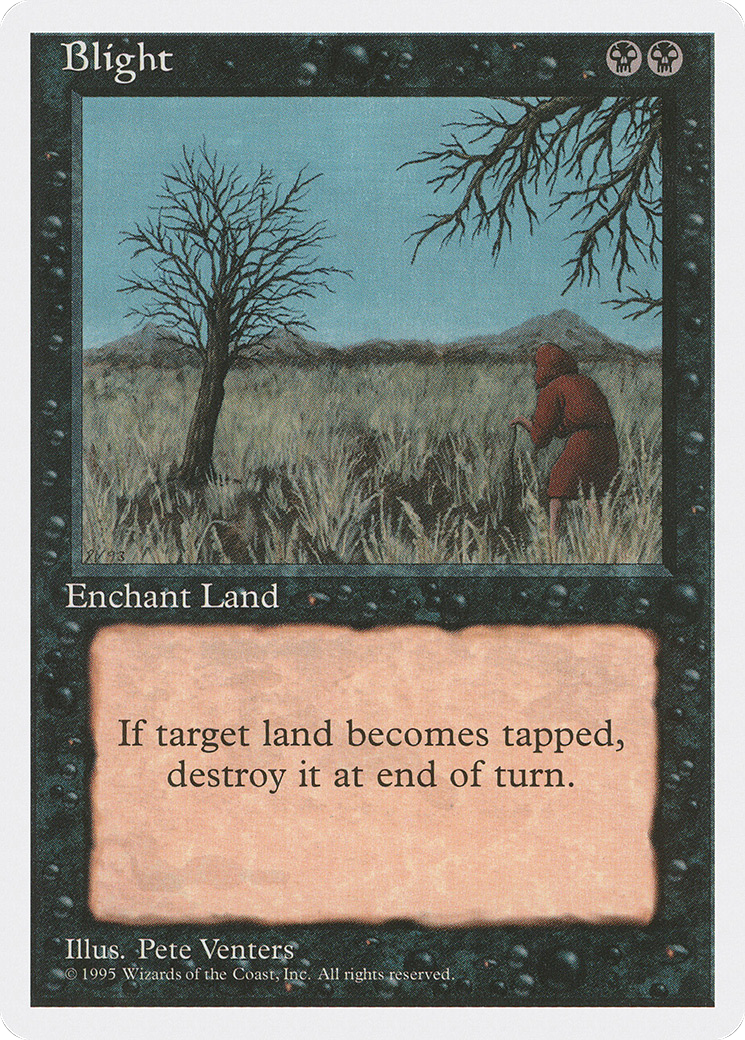 Blight
Enchant Land
If target land becomes tapped,
destroy it at end of turn.
Illus. Pete Venters
© 1995 Wizards of the Coast, Inc. All rights reserved.